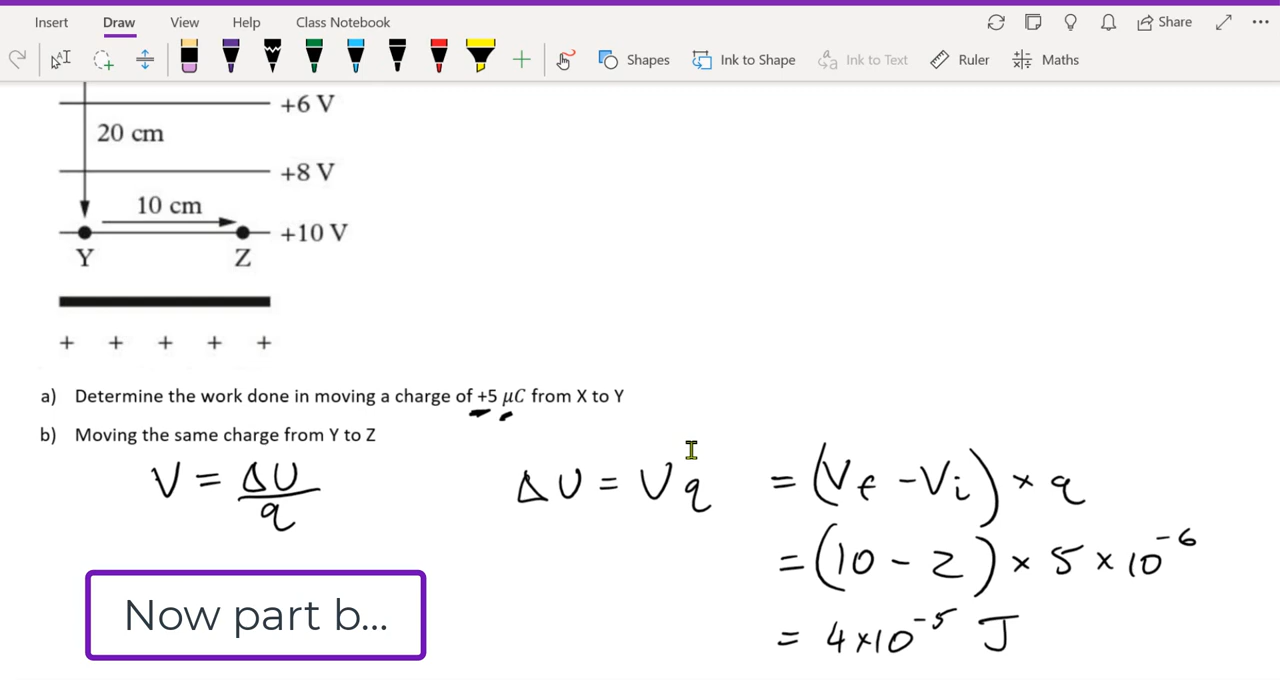 Insert Draw View Help Class Notebook Share
Shapes Ink to Shape Ink to Text Ruler Maths
+6 V
20 cm
+8 V
10 cm
+10 V
Y Z
+ + + + +
a) Determine the work done in moving a charge of +5 μC from X to Y
b) Moving the same charge from Y to Z
V = ΔU/q
ΔU = Vq = (Vf - Vi) × q
= (10 - 2) × 5 × 10⁻⁶
= 4×10⁻⁵ J
Now part b...